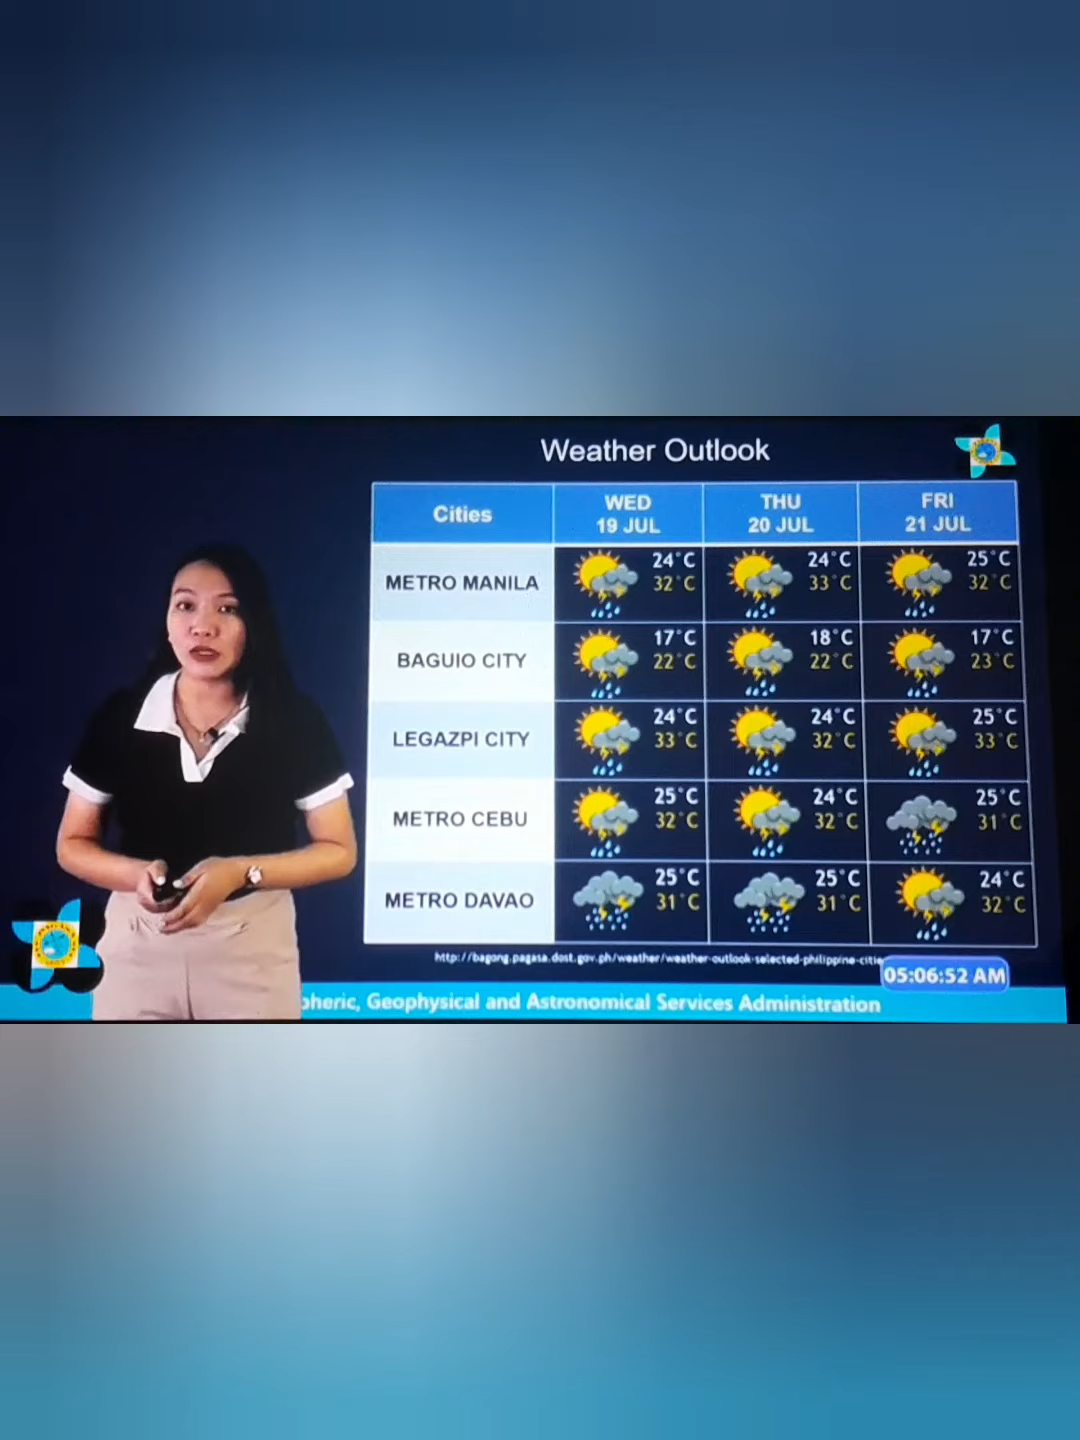 Weather Outlook
Cities
WED
19 JUL
THU
20 JUL
FRI
21 JUL
METRO MANILA
24°C
32°C
24°C
33°C
25°C
32°C
BAGUIO CITY
17°C
22°C
18°C
22°C
17°C
23°C
LEGAZPI CITY
24°C
33°C
24°C
32°C
25°C
33°C
METRO CEBU
25°C
32°C
24°C
32°C
25°C
31°C
METRO DAVAO
25°C
31°C
25°C
31°C
24°C
32°C
http://bagong.pagasa.dost.gov.ph/weather/weather-outlook-selected-philippine-citie
05:06:52 AM
pheric, Geophysical and Astronomical Services Administration